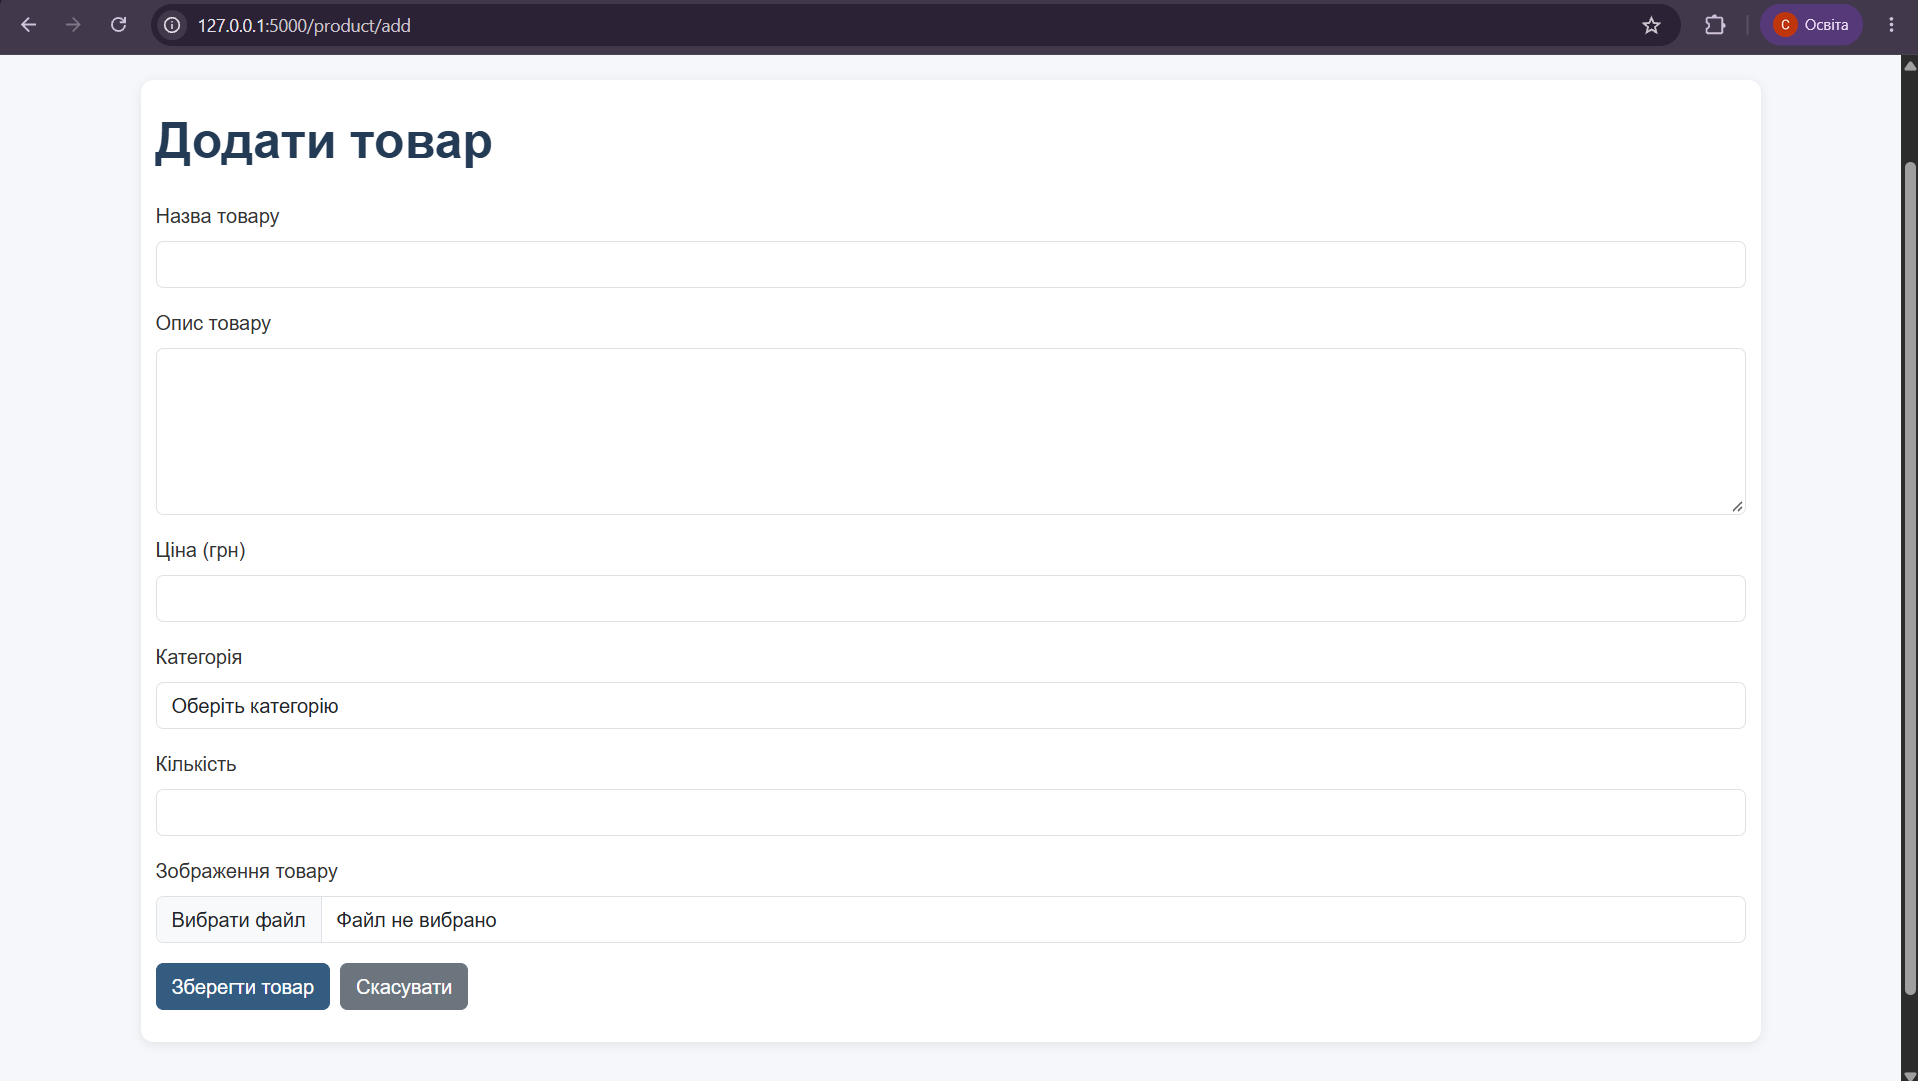 127.0.0.1:5000/product/add
С Освіта
Додати товар
Назва товару
Опис товару
Ціна (грн)
Категорія
Оберіть категорію
Кількість
Зображення товару
Вибрати файл Файл не вибрано
Зберегти товар Скасувати